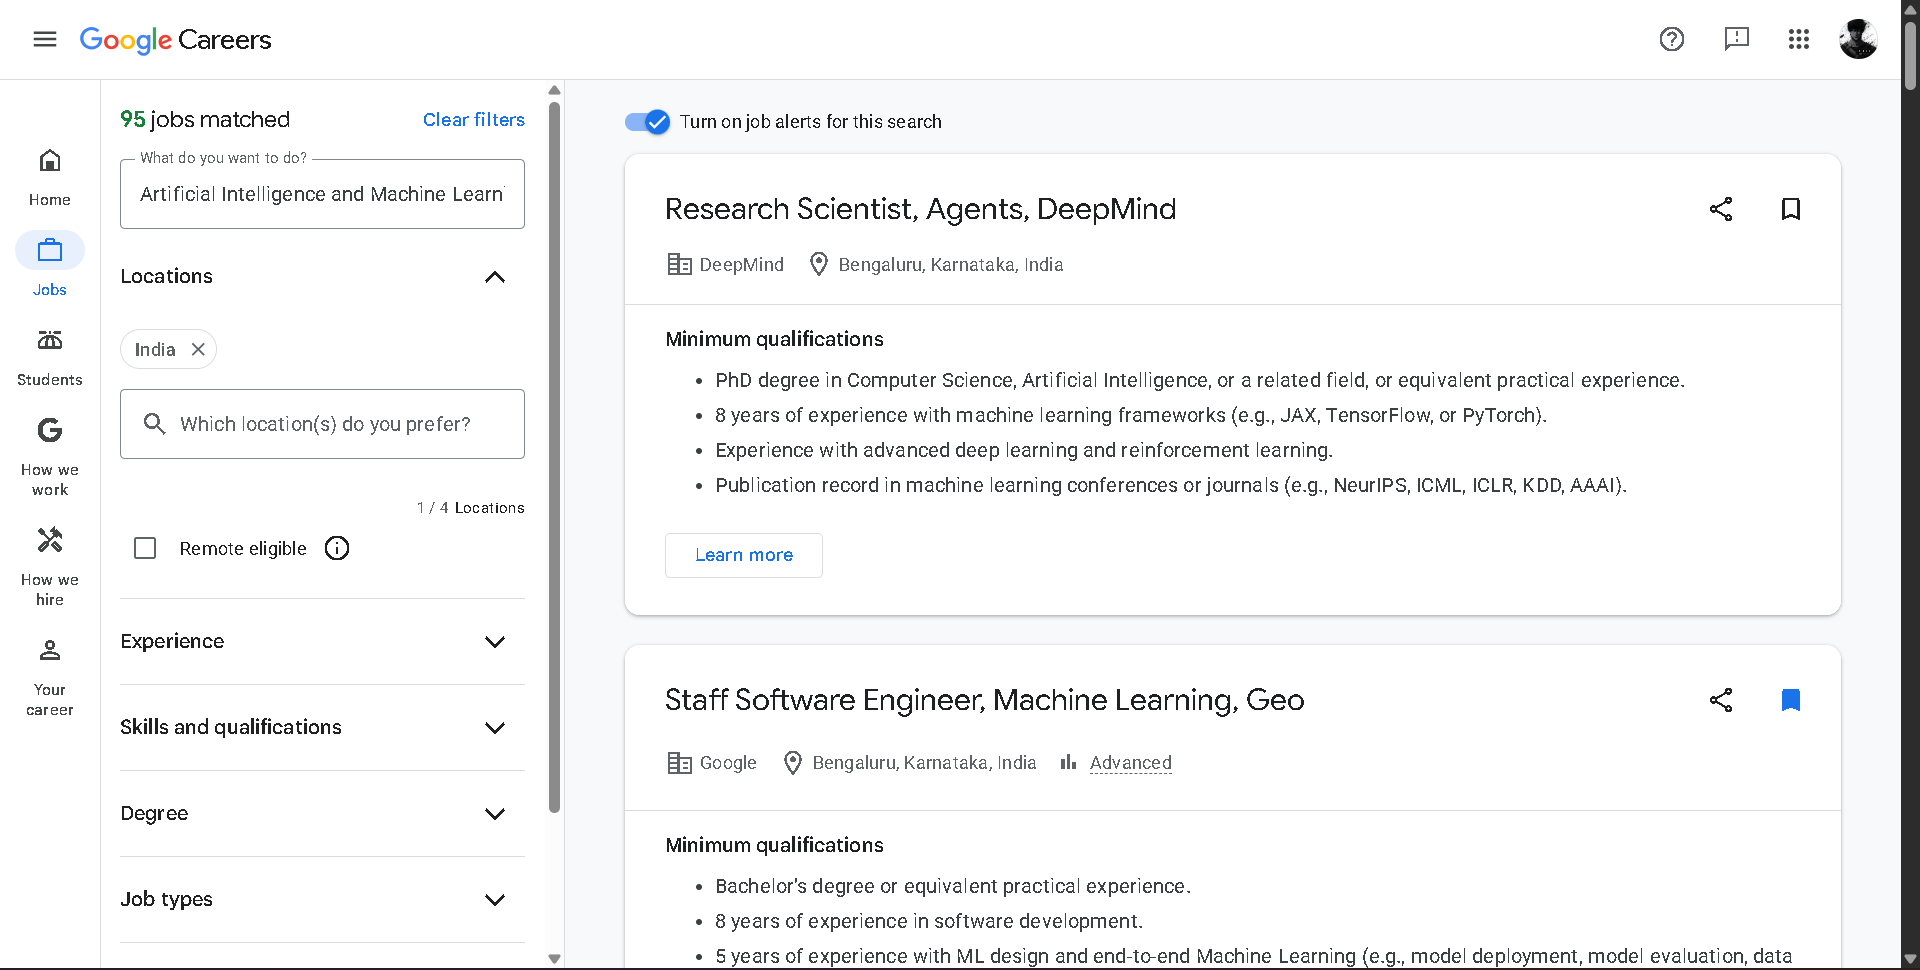 Google Careers
Home
Jobs
Students
How we
work
How we
hire
Your
career
95 jobs matched
Clear filters
What do you want to do?
Artificial Intelligence and Machine Learn
Locations
India
Which location(s) do you prefer?
1 / 4 Locations
Remote eligible
Experience
Skills and qualifications
Degree
Job types
Turn on job alerts for this search
Research Scientist, Agents, DeepMind
DeepMind Bengaluru, Karnataka, India
Minimum qualifications
• PhD degree in Computer Science, Artificial Intelligence, or a related field, or equivalent practical experience.
• 8 years of experience with machine learning frameworks (e.g., JAX, TensorFlow, or PyTorch).
• Experience with advanced deep learning and reinforcement learning.
• Publication record in machine learning conferences or journals (e.g., NeurIPS, ICML, ICLR, KDD, AAAI).
Learn more
Staff Software Engineer, Machine Learning, Geo
Google Bengaluru, Karnataka, India Advanced
Minimum qualifications
• Bachelor's degree or equivalent practical experience.
• 8 years of experience in software development.
• 5 years of experience with ML design and end-to-end Machine Learning (e.g., model deployment, model evaluation, data